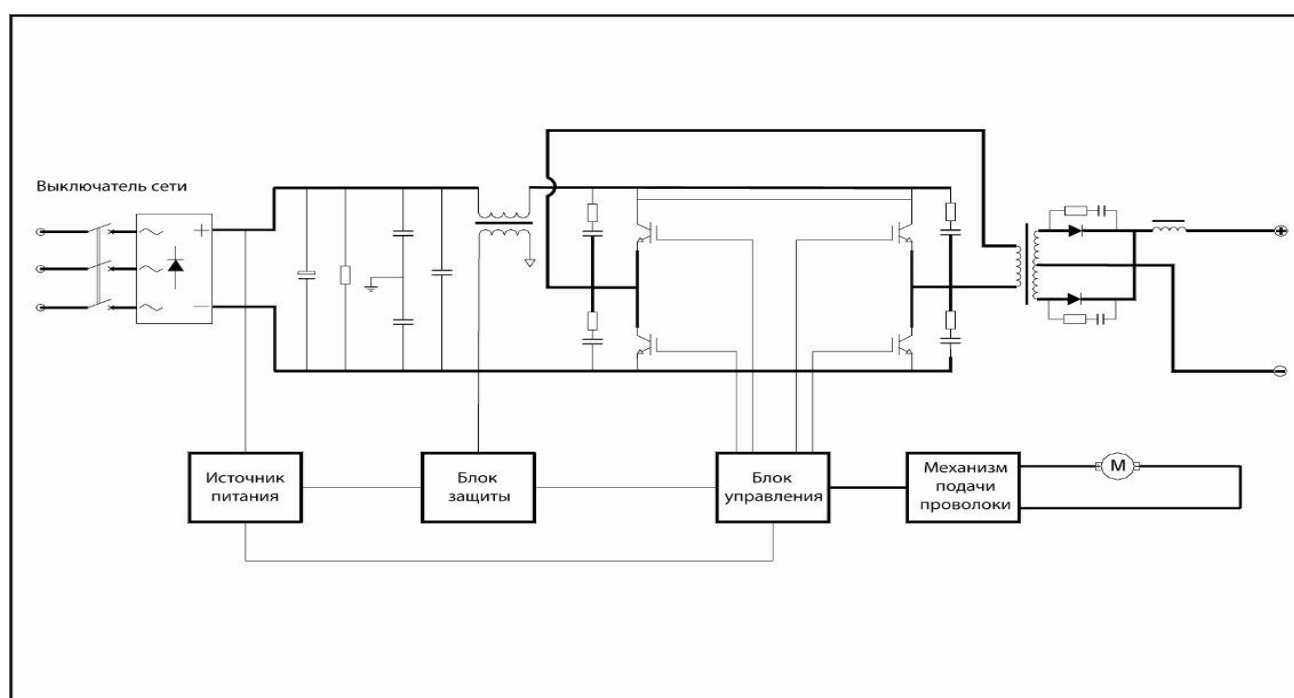 Выключатель сети
Источник
питания
Блок
защиты
Блок
управления
Механизм
подачи
проволоки
М